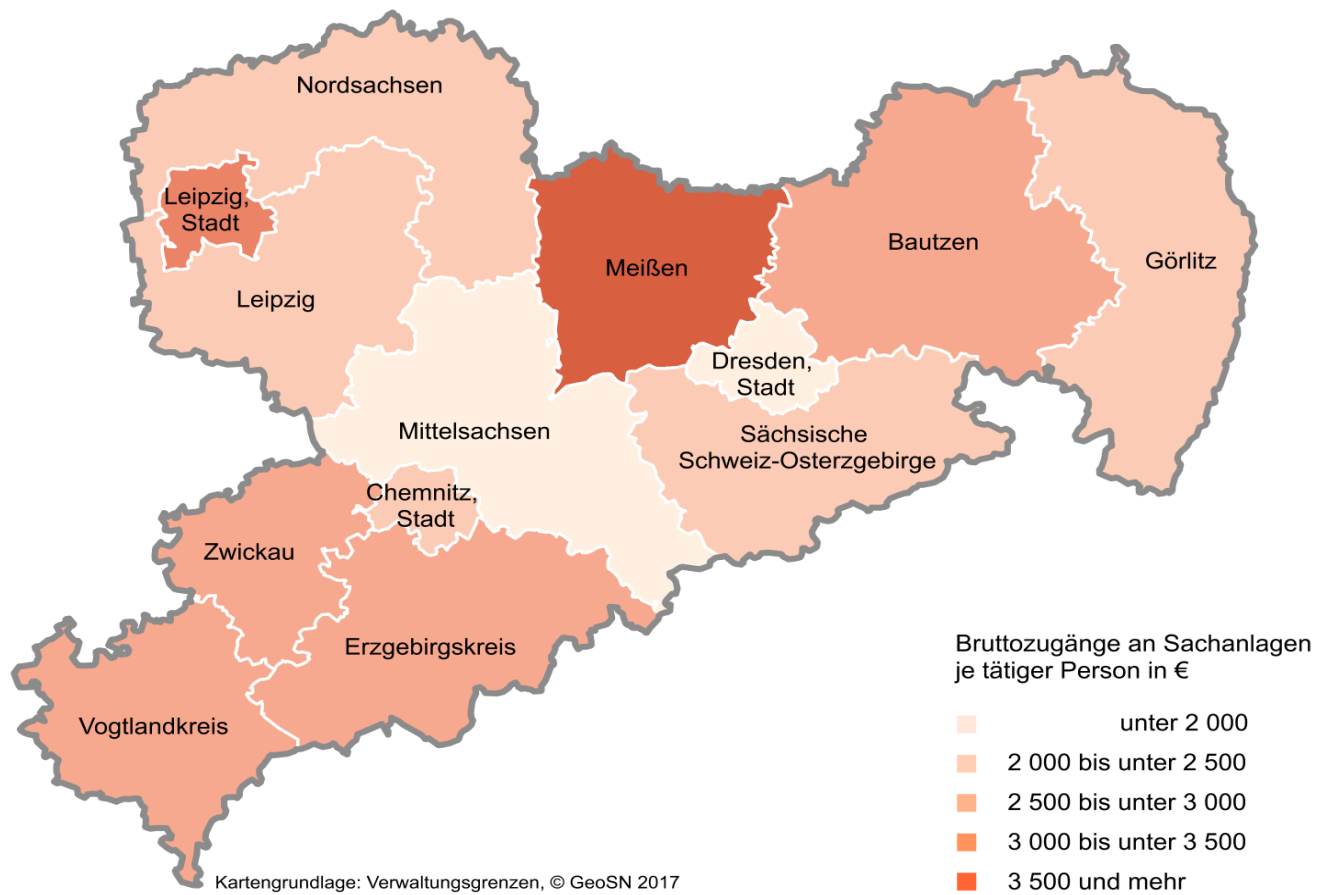 Nordsachsen
Leipzig,
Stadt
Leipzig
Meißen
Bautzen
Görlitz
Dresden,
Stadt
Mittelsachsen
Sächsische
Schweiz-Osterzgebirge
Chemnitz,
Stadt
Zwickau
Erzgebirgskreis
Vogtlandkreis
Bruttozugänge an Sachanlagen
je tätiger Person in €
unter 2 000
2 000 bis unter 2 500
2 500 bis unter 3 000
3 000 bis unter 3 500
3 500 und mehr
Kartengrundlage: Verwaltungsgrenzen, © GeoSN 2017